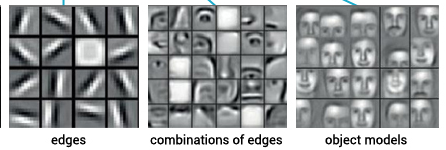 edges
combinations of edges
object models